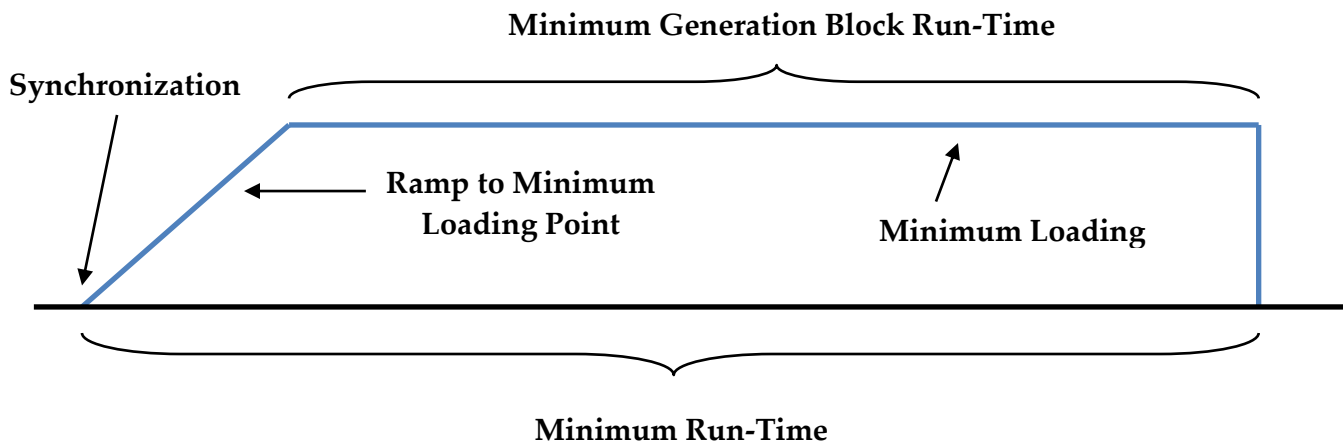 Minimum Generation Block Run-Time
Synchronization
Ramp to Minimum
Loading Point
Minimum Loading
Minimum Run-Time